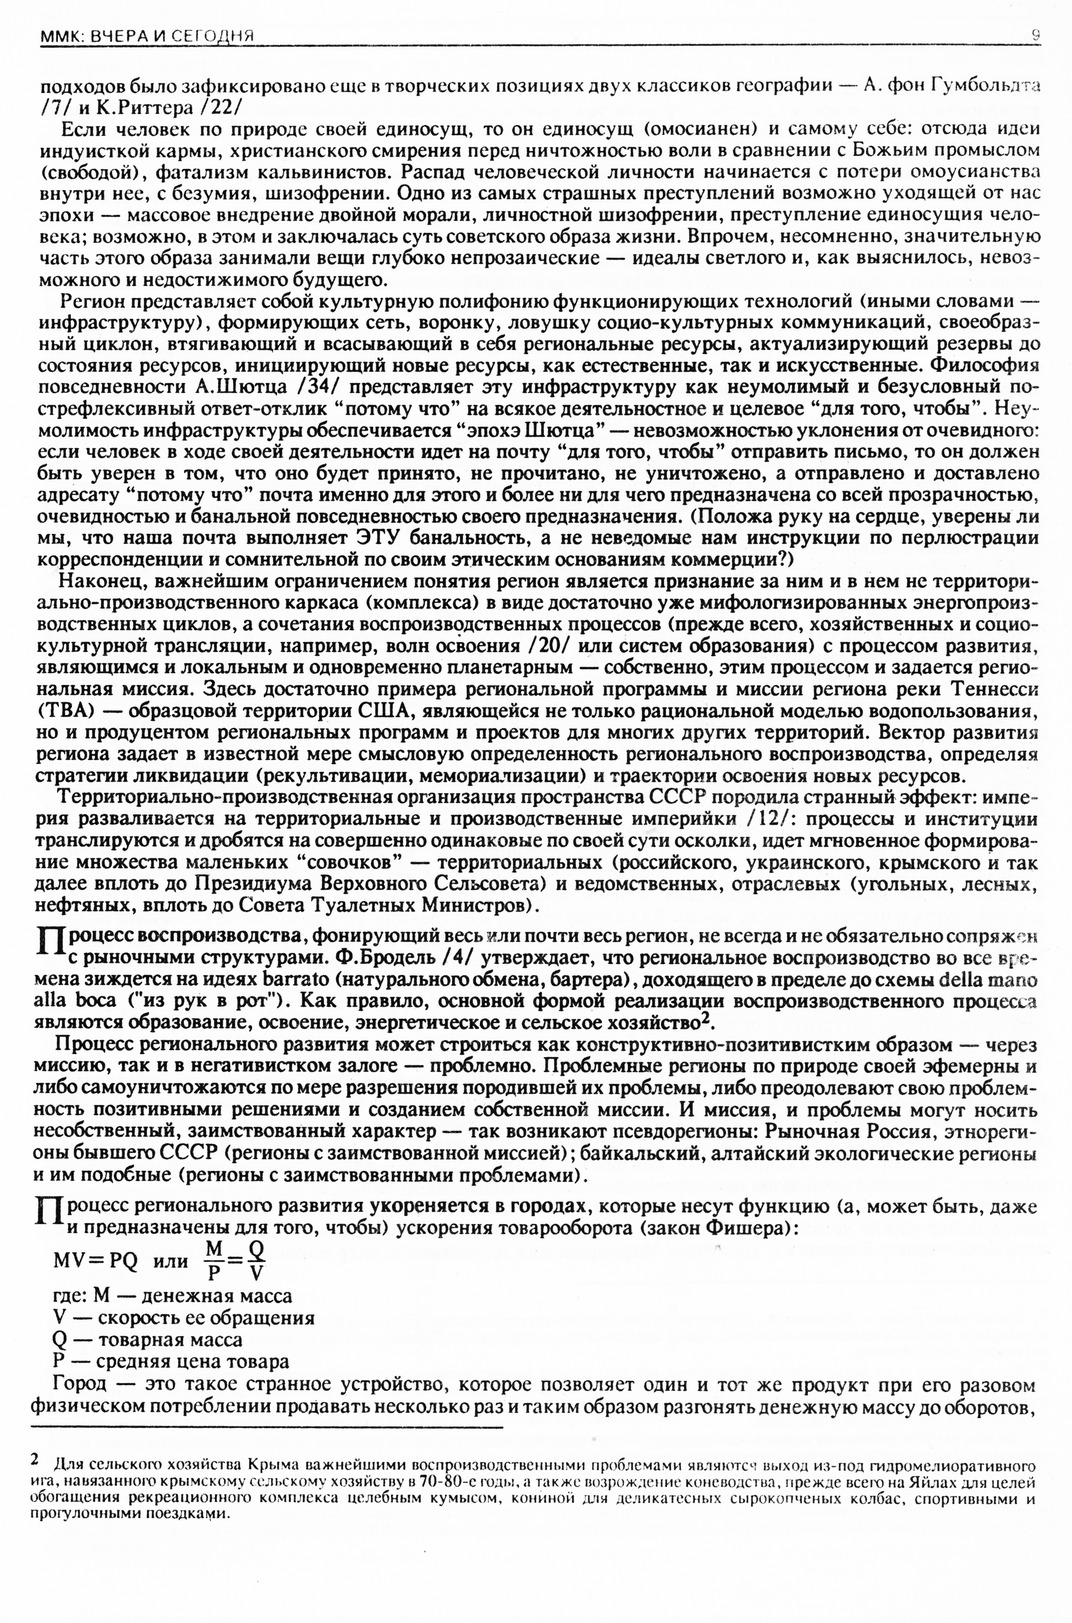 ММК: ВЧЕРА И СЕГОДНЯ 9
подходов было зафиксировано еще в творческих позициях двух классиков географии — А. фон Гумбольдта
/7/ и К.Риттера /22/
Если человек по природе своей единосущ, то он единосущ (омосианен) и самому себе: отсюда идеи
индуисткой кармы, христианского смирения перед ничтожностью воли в сравнении с Божьим промыслом
(свободой), фатализм кальвинистов. Распад человеческой личности начинается с потери омоусианства
внутри нее, с безумия, шизофрении. Одно из самых страшных преступлений возможно уходящей от нас
эпохи — массовое внедрение двойной морали, личностной шизофрении, преступление единосущия чело-
века; возможно, в этом и заключалась суть советского образа жизни. Впрочем, несомненно, значительную
часть этого образа занимали вещи глубоко непрозаические — идеалы светлого и, как выяснилось, невоз-
можного и недостижимого будущего.
Регион представляет собой культурную полифонию функционирующих технологий (иными словами —
инфраструктуру), формирующих сеть, воронку, ловушку социо-культурных коммуникаций, своеобраз-
ный циклон, втягивающий и всасывающий в себя региональные ресурсы, актуализирующий резервы до
состояния ресурсов, инициирующий новые ресурсы, как естественные, так и искусственные. Философия
повседневности А.Шютца /34/ представляет эту инфраструктуру как неумолимый и безусловный по-
стрефлексивный ответ-отклик “потому что” на всякое деятельностное и целевое “для того, чтобы”. Неу-
молимость инфраструктуры обеспечивается “эпохэ Шютца” — невозможностью уклонения от очевидного:
если человек в ходе своей деятельности идет на почту “для того, чтобы” отправить письмо, то он должен
быть уверен в том, что оно будет принято, не прочитано, не уничтожено, а отправлено и доставлено
адресату “потому что” почта именно для этого и более ни для чего предназначена со всей прозрачностью,
очевидностью и банальной повседневностью своего предназначения. (Положа руку на сердце, уверены ли
мы, что наша почта выполняет ЭТУ банальность, а не неведомые нам инструкции по перлюстрации
корреспонденции и сомнительной по своим этическим основаниям коммерции?)
Наконец, важнейшим ограничением понятия регион является признание за ним и в нем не территори-
ально-производственного каркаса (комплекса) в виде достаточно уже мифологизированных энергопроиз-
водственных циклов, а сочетания воспроизводственных процессов (прежде всего, хозяйственных и социо-
культурной трансляции, например, волн освоения /20/ или систем образования) с процессом развития,
являющимся и локальным и одновременно планетарным — собственно, этим процессом и задается регио-
нальная миссия. Здесь достаточно примера региональной программы и миссии региона реки Теннесси
(ТВА) — образцовой территории США, являющейся не только рациональной моделью водопользования,
но и продуцентом региональных программ и проектов для многих других территорий. Вектор развития
региона задает в известной мере смысловую определенность регионального воспроизводства, определяя
стратегии ликвидации (рекультивации, мемориализации) и траектории освоения новых ресурсов.
Территориально-производственная организация пространства СССР породила странный эффект: импе-
рия разваливается на территориальные и производственные империйки /12/: процессы и институции
транслируются и дробятся на совершенно одинаковые по своей сути осколки, идет мгновенное формирова-
ние множества маленьких “совочков” — территориальных (российского, украинского, крымского и так
далее вплоть до Президиума Верховного Сельсовета) и ведомственных, отраслевых (угольных, лесных,
нефтяных, вплоть до Совета Туалетных Министров).
Процесс воспроизводства, фонирующий весь или почти весь регион, не всегда и не обязательно сопряжен
с рыночными структурами. Ф.Бродель /4/ утверждает, что региональное воспроизводство во все вре-
мена зиждется на идеях barrato (натурального обмена, бартера), доходящего в пределе до схемы della mano
alla boca ("из рук в рот"). Как правило, основной формой реализации воспроизводственного процесса
являются образование, освоение, энергетическое и сельское хозяйство².
Процесс регионального развития может строиться как конструктивно-позитивистким образом — через
миссию, так и в негативистком залоге — проблемно. Проблемные регионы по природе своей эфемерны и
либо самоуничтожаются по мере разрешения породившей их проблемы, либо преодолевают свою проблем-
ность позитивными решениями и созданием собственной миссии. И миссия, и проблемы могут носить
несобственный, заимствованный характер — так возникают псевдорегионы: Рыночная Россия, этнореги-
оны бывшего СССР (регионы с заимствованной миссией); байкальский, алтайский экологические регионы
и им подобные (регионы с заимствованными проблемами).
Процесс регионального развития укореняется в городах, которые несут функцию (а, может быть, даже
и предназначены для того, чтобы) ускорения товарооборота (закон Фишера):
MV=PQ или M/P=Q/V
где: M — денежная масса
V — скорость ее обращения
Q — товарная масса
P — средняя цена товара
Город — это такое странное устройство, которое позволяет один и тот же продукт при его разовом
физическом потреблении продавать несколько раз и таким образом разгонять денежную массу до оборотов,
2 Для сельского хозяйства Крыма важнейшими воспроизводственными проблемами являются выход из-под гидромелиоративного
ига, навязанного крымскому сельскому хозяйству в 70-80-е годы, а также возрождение коневодства, прежде всего на Яйлах для целей
обогащения рекреационного комплекса целебным кумысом, кониной для деликатесных сырокопченых колбас, спортивными и
прогулочными поездками.